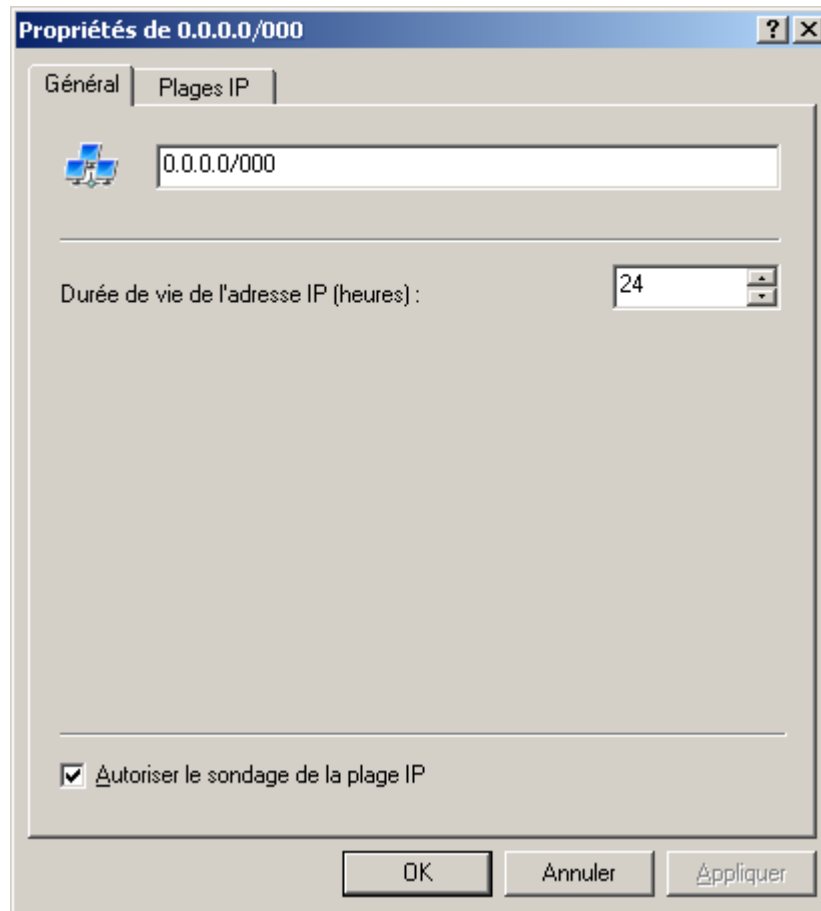 Propriétés de 0.0.0.0/000
Général Plages IP
0.0.0.0/000
Durée de vie de l'adresse IP (heures) : 24
Autoriser le sondage de la plage IP
OK Annuler Appliquer